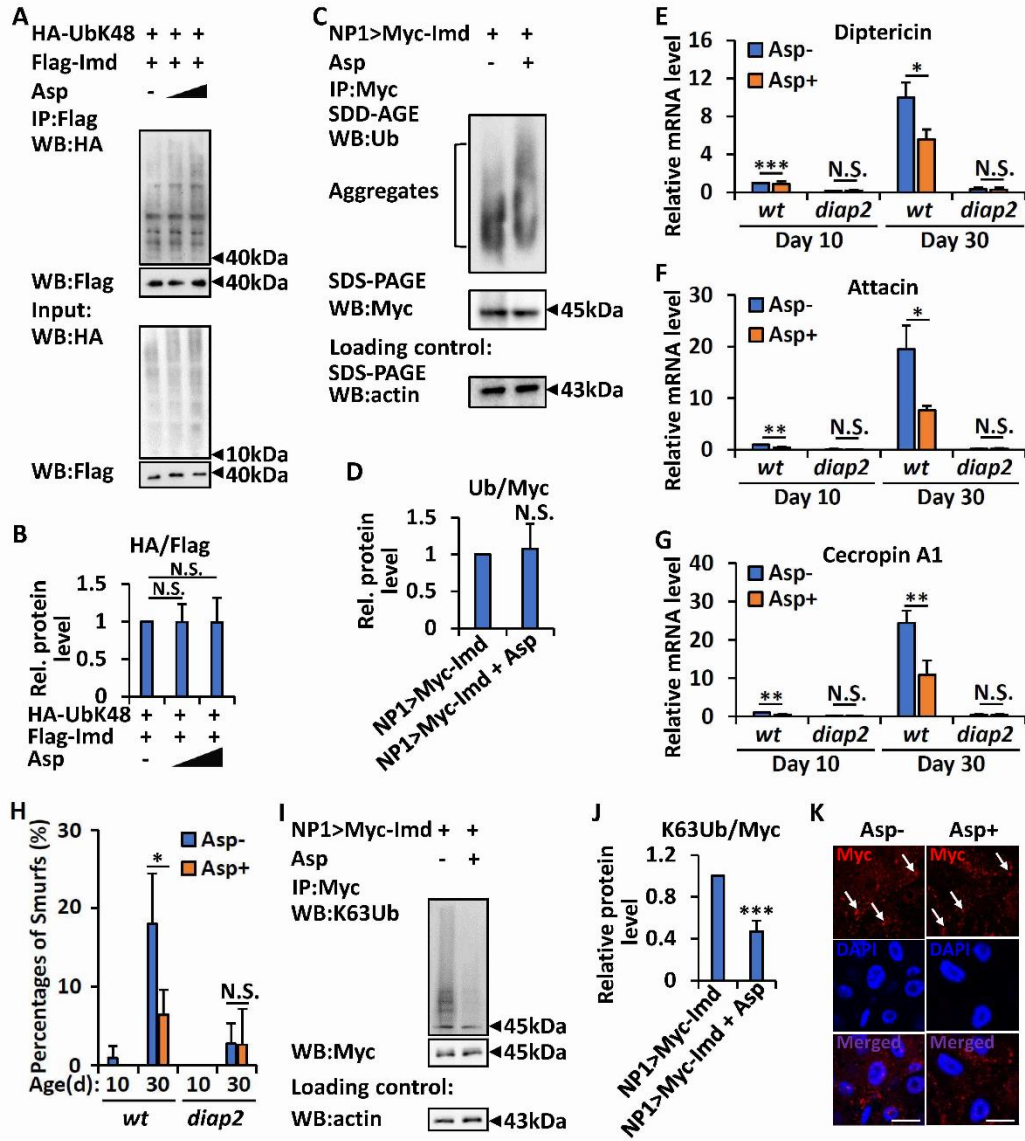 A
HA-UbK48 + + +
Flag-Imd + + +
Asp -
IP:Flag
WB:HA
40kDa
WB:Flag
40kDa
Input:
WB:HA
10kDa
WB:Flag
40kDa
B
HA/Flag
Rel. protein
level
1.5
1
0.5
0
N.S.
N.S.
HA-UbK48 + + +
Flag-Imd + + +
Asp -
C
NP1>Myc-Imd + +
Asp - +
IP:Myc
SDD-AGE
WB:Ub
Aggregates
SDS-PAGE
WB:Myc
45kDa
Loading control:
SDS-PAGE
WB:actin
43kDa
D
Ub/Myc
N.S.
Rel. protein
level
1.5
1
0.5
0
NP1>Myc-Imd
NP1>Myc-Imd + Asp
E
Diptericin
Relative mRNA level
16
12
8
4
0
Asp-
Asp+
***
N.S.
*
N.S.
wt diap2 wt diap2
Day 10 Day 30
F
Attacin
Relative mRNA level
30
20
10
0
Asp-
Asp+
**
N.S.
*
N.S.
wt diap2 wt diap2
Day 10 Day 30
G
Cecropin A1
Relative mRNA level
40
30
20
10
0
Asp-
Asp+
**
N.S.
**
N.S.
wt diap2 wt diap2
Day 10 Day 30
H
Percentages of Smurfs (%)
30
20
10
0
Asp-
Asp+
*
N.S.
Age(d): 10 30 10 30
wt diap2
I
NP1>Myc-Imd + +
Asp - +
IP:Myc
WB:K63Ub
45kDa
WB:Myc
45kDa
Loading control:
WB:actin
43kDa
J
K63Ub/Myc
Relative protein
level
1.2
0.8
0.4
0
***
NP1>Myc-Imd
NP1>Myc-Imd + Asp
K
Asp- Asp+
Myc Myc
DAPI DAPI
Merged Merged